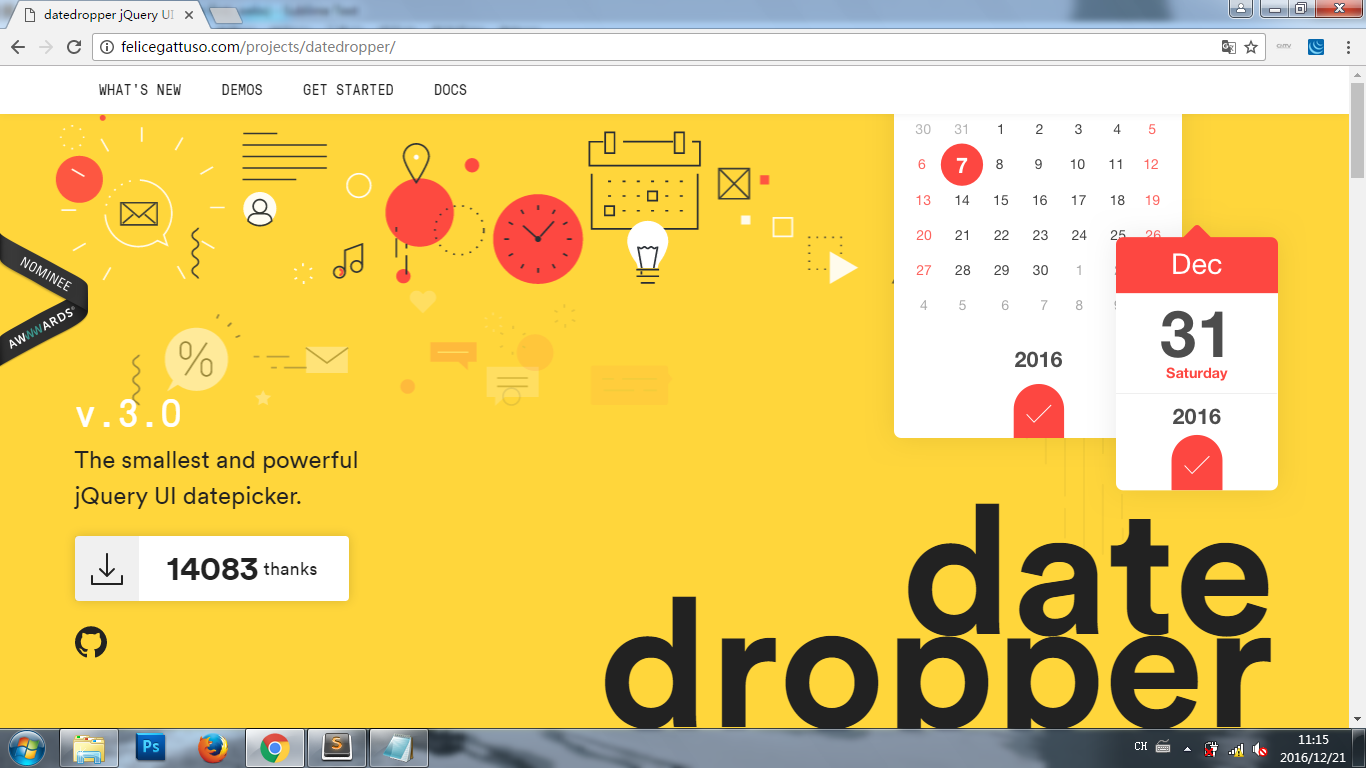 datedropper jQuery UI
felicegattuso.com/projects/datedropper/
WHAT'S NEW DEMOS GET STARTED DOCS
30 31 1 2 3 4 5
6 7 8 9 10 11 12
13 14 15 16 17 18 19
20 21 22 23 24 25 26
27 28 29 30 1
4 5 6 7 8
2016
Dec
31
Saturday
2016
NOMINEE
AWWWARDS
%
v.3.0
The smallest and powerful
jQuery UI datepicker.
14083 thanks
date
dropper
Ps
S
CH
11:15
2016/12/21